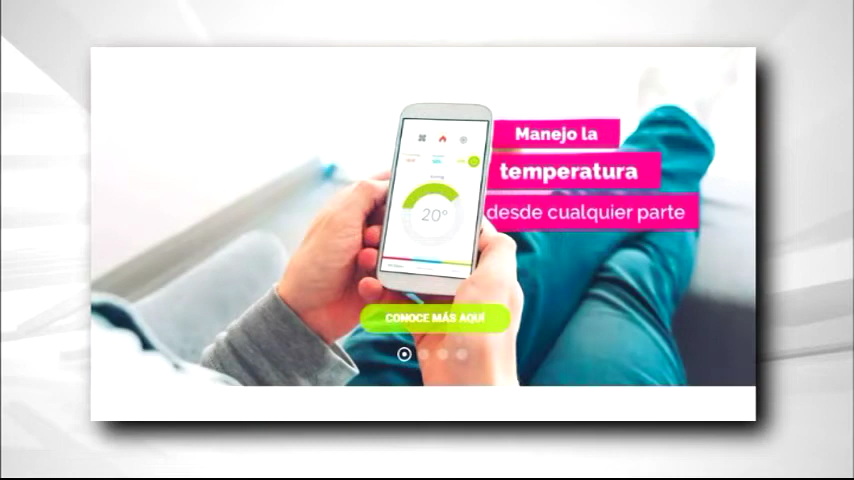 Manejo la
temperatura
desde cualquier parte
20°
CONOCE MÁS AQUÍ